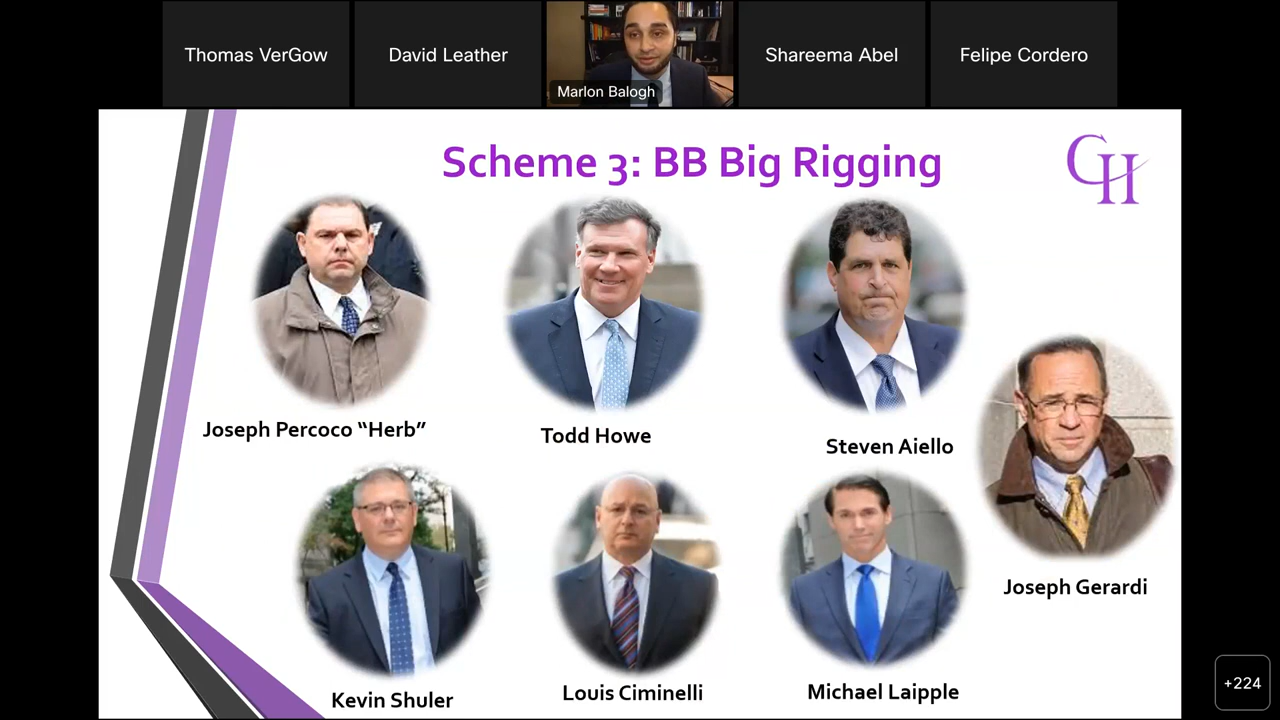 Thomas VerGow
David Leather
Marlon Balogh
Shareema Abel
Felipe Cordero
Scheme 3: BB Big Rigging
CH
Joseph Percoco “Herb”
Todd Howe
Steven Aiello
Joseph Gerardi
Kevin Shuler
Louis Ciminelli
Michael Laipple
+224